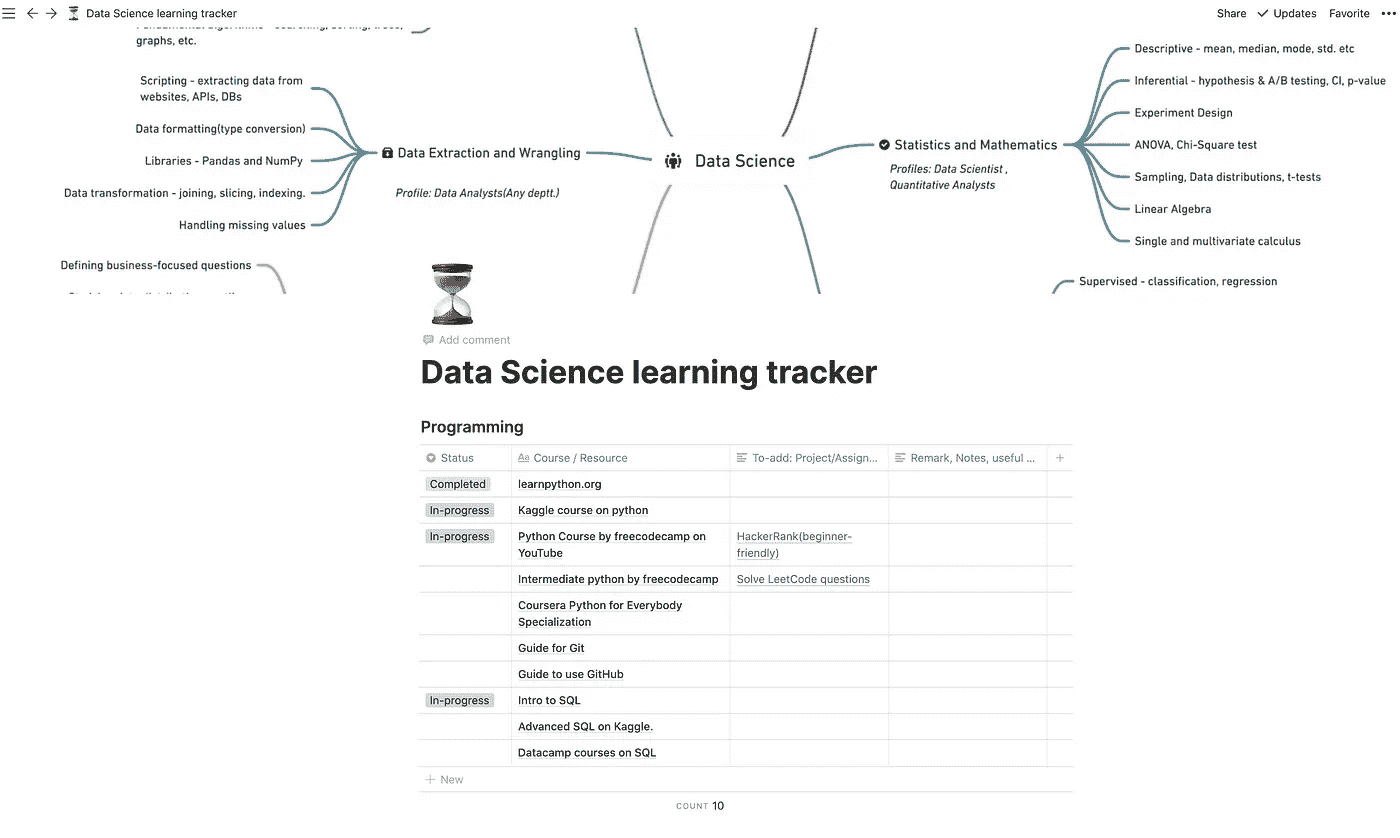 Data Science learning tracker
Share
Updates
Favorite
graphs, etc.
Scripting - extracting data from
websites, APIs, DBs
Data formatting(type conversion)
Libraries - Pandas and NumPy
Data transformation - joining, slicing, indexing.
Handling missing values
Data Extraction and Wrangling
Profile: Data Analysts(Any deptt.)
Defining business-focused questions
Data Science
Statistics and Mathematics
Profiles: Data Scientist ,
Quantitative Analysts
Descriptive - mean, median, mode, std. etc
Inferential - hypothesis & A/B testing, CI, p-value
Experiment Design
ANOVA, Chi-Square test
Sampling, Data distributions, t-tests
Linear Algebra
Single and multivariate calculus
Supervised - classification, regression
Add comment
Data Science learning tracker
Programming
Status
Aa Course / Resource
To-add: Project/Assign...
Remark, Notes, useful ...
+
Completed
learnpython.org
In-progress
Kaggle course on python
In-progress
Python Course by freecodecamp on
YouTube
HackerRank(beginner-
friendly)
Intermediate python by freecodecamp
Solve LeetCode questions
Coursera Python for Everybody
Specialization
Guide for Git
Guide to use GitHub
In-progress
Intro to SQL
Advanced SQL on Kaggle.
Datacamp courses on SQL
+ New
COUNT 10